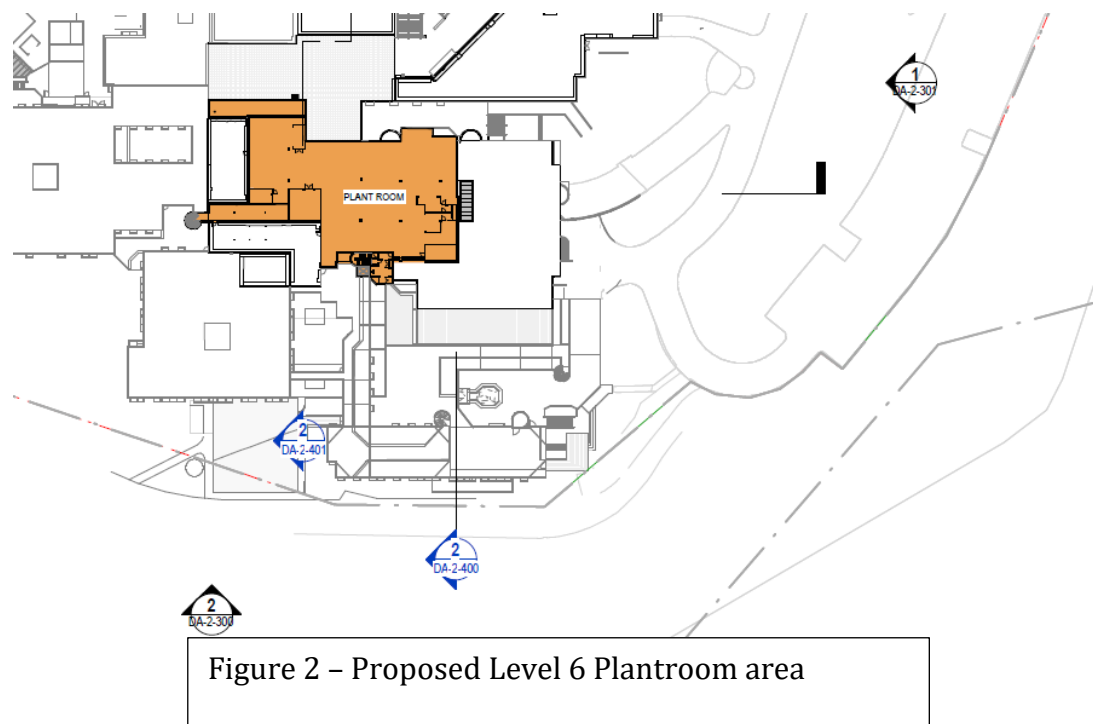 1
DA-2-301
PLANT ROOM
2
DA-2-401
2
DA-2-400
2
DA-2-300
Figure 2 – Proposed Level 6 Plantroom area